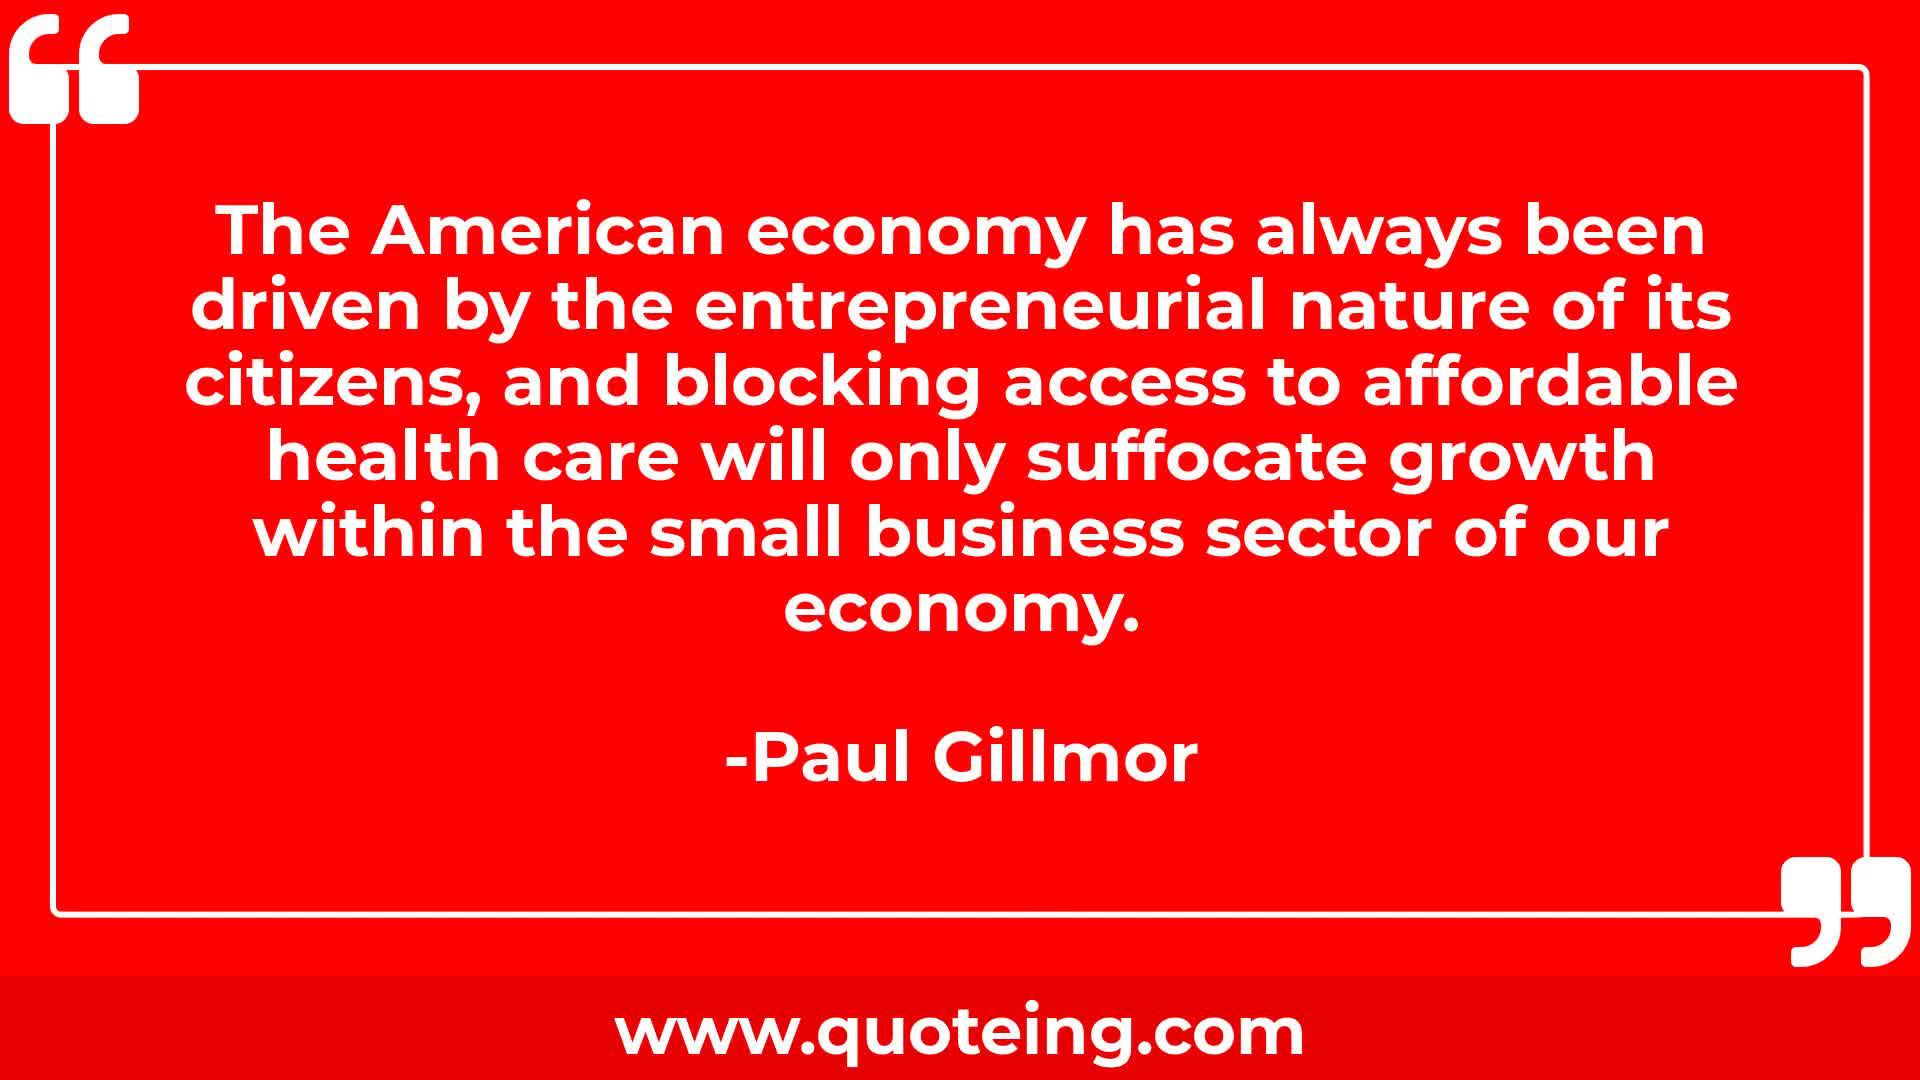 The American economy has always been
driven by the entrepreneurial nature of its
citizens, and blocking access to affordable
health care will only suffocate growth
within the small business sector of our
economy.
-Paul Gillmor
www.quoteing.com